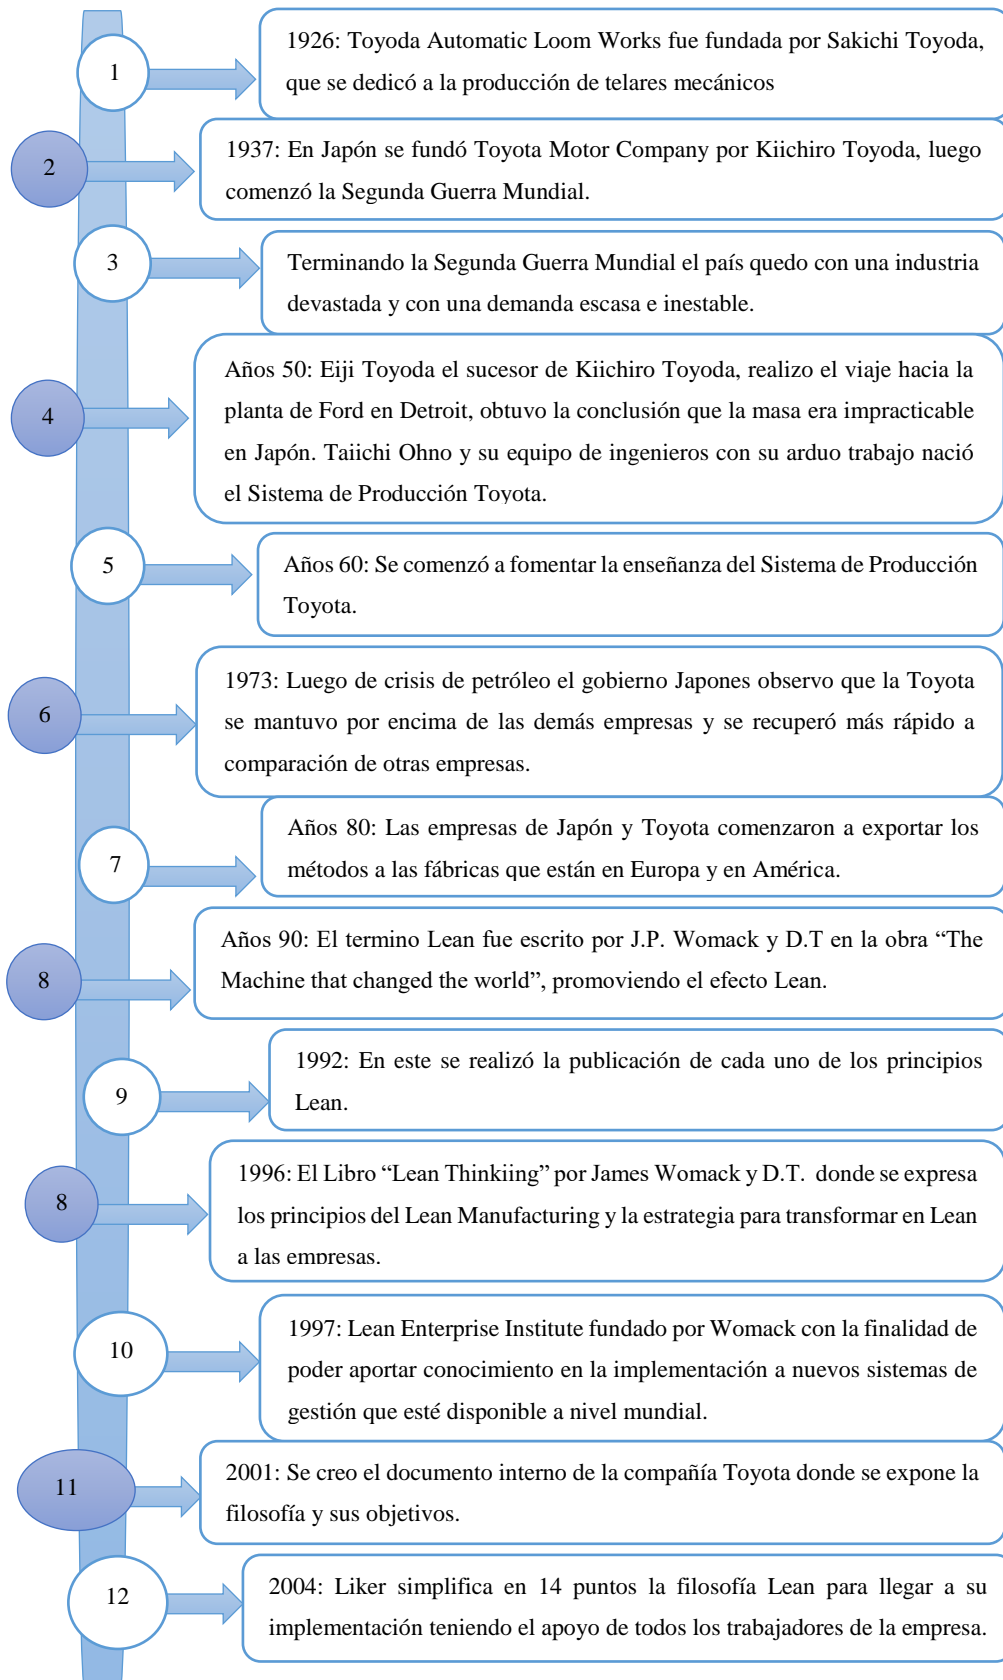 1
1926: Toyoda Automatic Loom Works fue fundada por Sakichi Toyoda,
que se dedicó a la producción de telares mecánicos
2
1937: En Japón se fundó Toyota Motor Company por Kiichiro Toyoda, luego
comenzó la Segunda Guerra Mundial.
3
Terminando la Segunda Guerra Mundial el país quedo con una industria
devastada y con una demanda escasa e inestable.
4
Años 50: Eiji Toyoda el sucesor de Kiichiro Toyoda, realizo el viaje hacia la
planta de Ford en Detroit, obtuvo la conclusión que la masa era impracticable
en Japón. Taiichi Ohno y su equipo de ingenieros con su arduo trabajo nació
el Sistema de Producción Toyota.
5
Años 60: Se comenzó a fomentar la enseñanza del Sistema de Producción
Toyota.
6
1973: Luego de crisis de petróleo el gobierno Japones observo que la Toyota
se mantuvo por encima de las demás empresas y se recuperó más rápido a
comparación de otras empresas.
7
Años 80: Las empresas de Japón y Toyota comenzaron a exportar los
métodos a las fábricas que están en Europa y en América.
8
Años 90: El termino Lean fue escrito por J.P. Womack y D.T en la obra “The
Machine that changed the world”, promoviendo el efecto Lean.
9
1992: En este se realizó la publicación de cada uno de los principios
Lean.
8
1996: El Libro “Lean Thinkiing” por James Womack y D.T. donde se expresa
los principios del Lean Manufacturing y la estrategia para transformar en Lean
a las empresas.
10
1997: Lean Enterprise Institute fundado por Womack con la finalidad de
poder aportar conocimiento en la implementación a nuevos sistemas de
gestión que esté disponible a nivel mundial.
11
2001: Se creo el documento interno de la compañía Toyota donde se expone la
filosofía y sus objetivos.
12
2004: Liker simplifica en 14 puntos la filosofía Lean para llegar a su
implementación teniendo el apoyo de todos los trabajadores de la empresa.